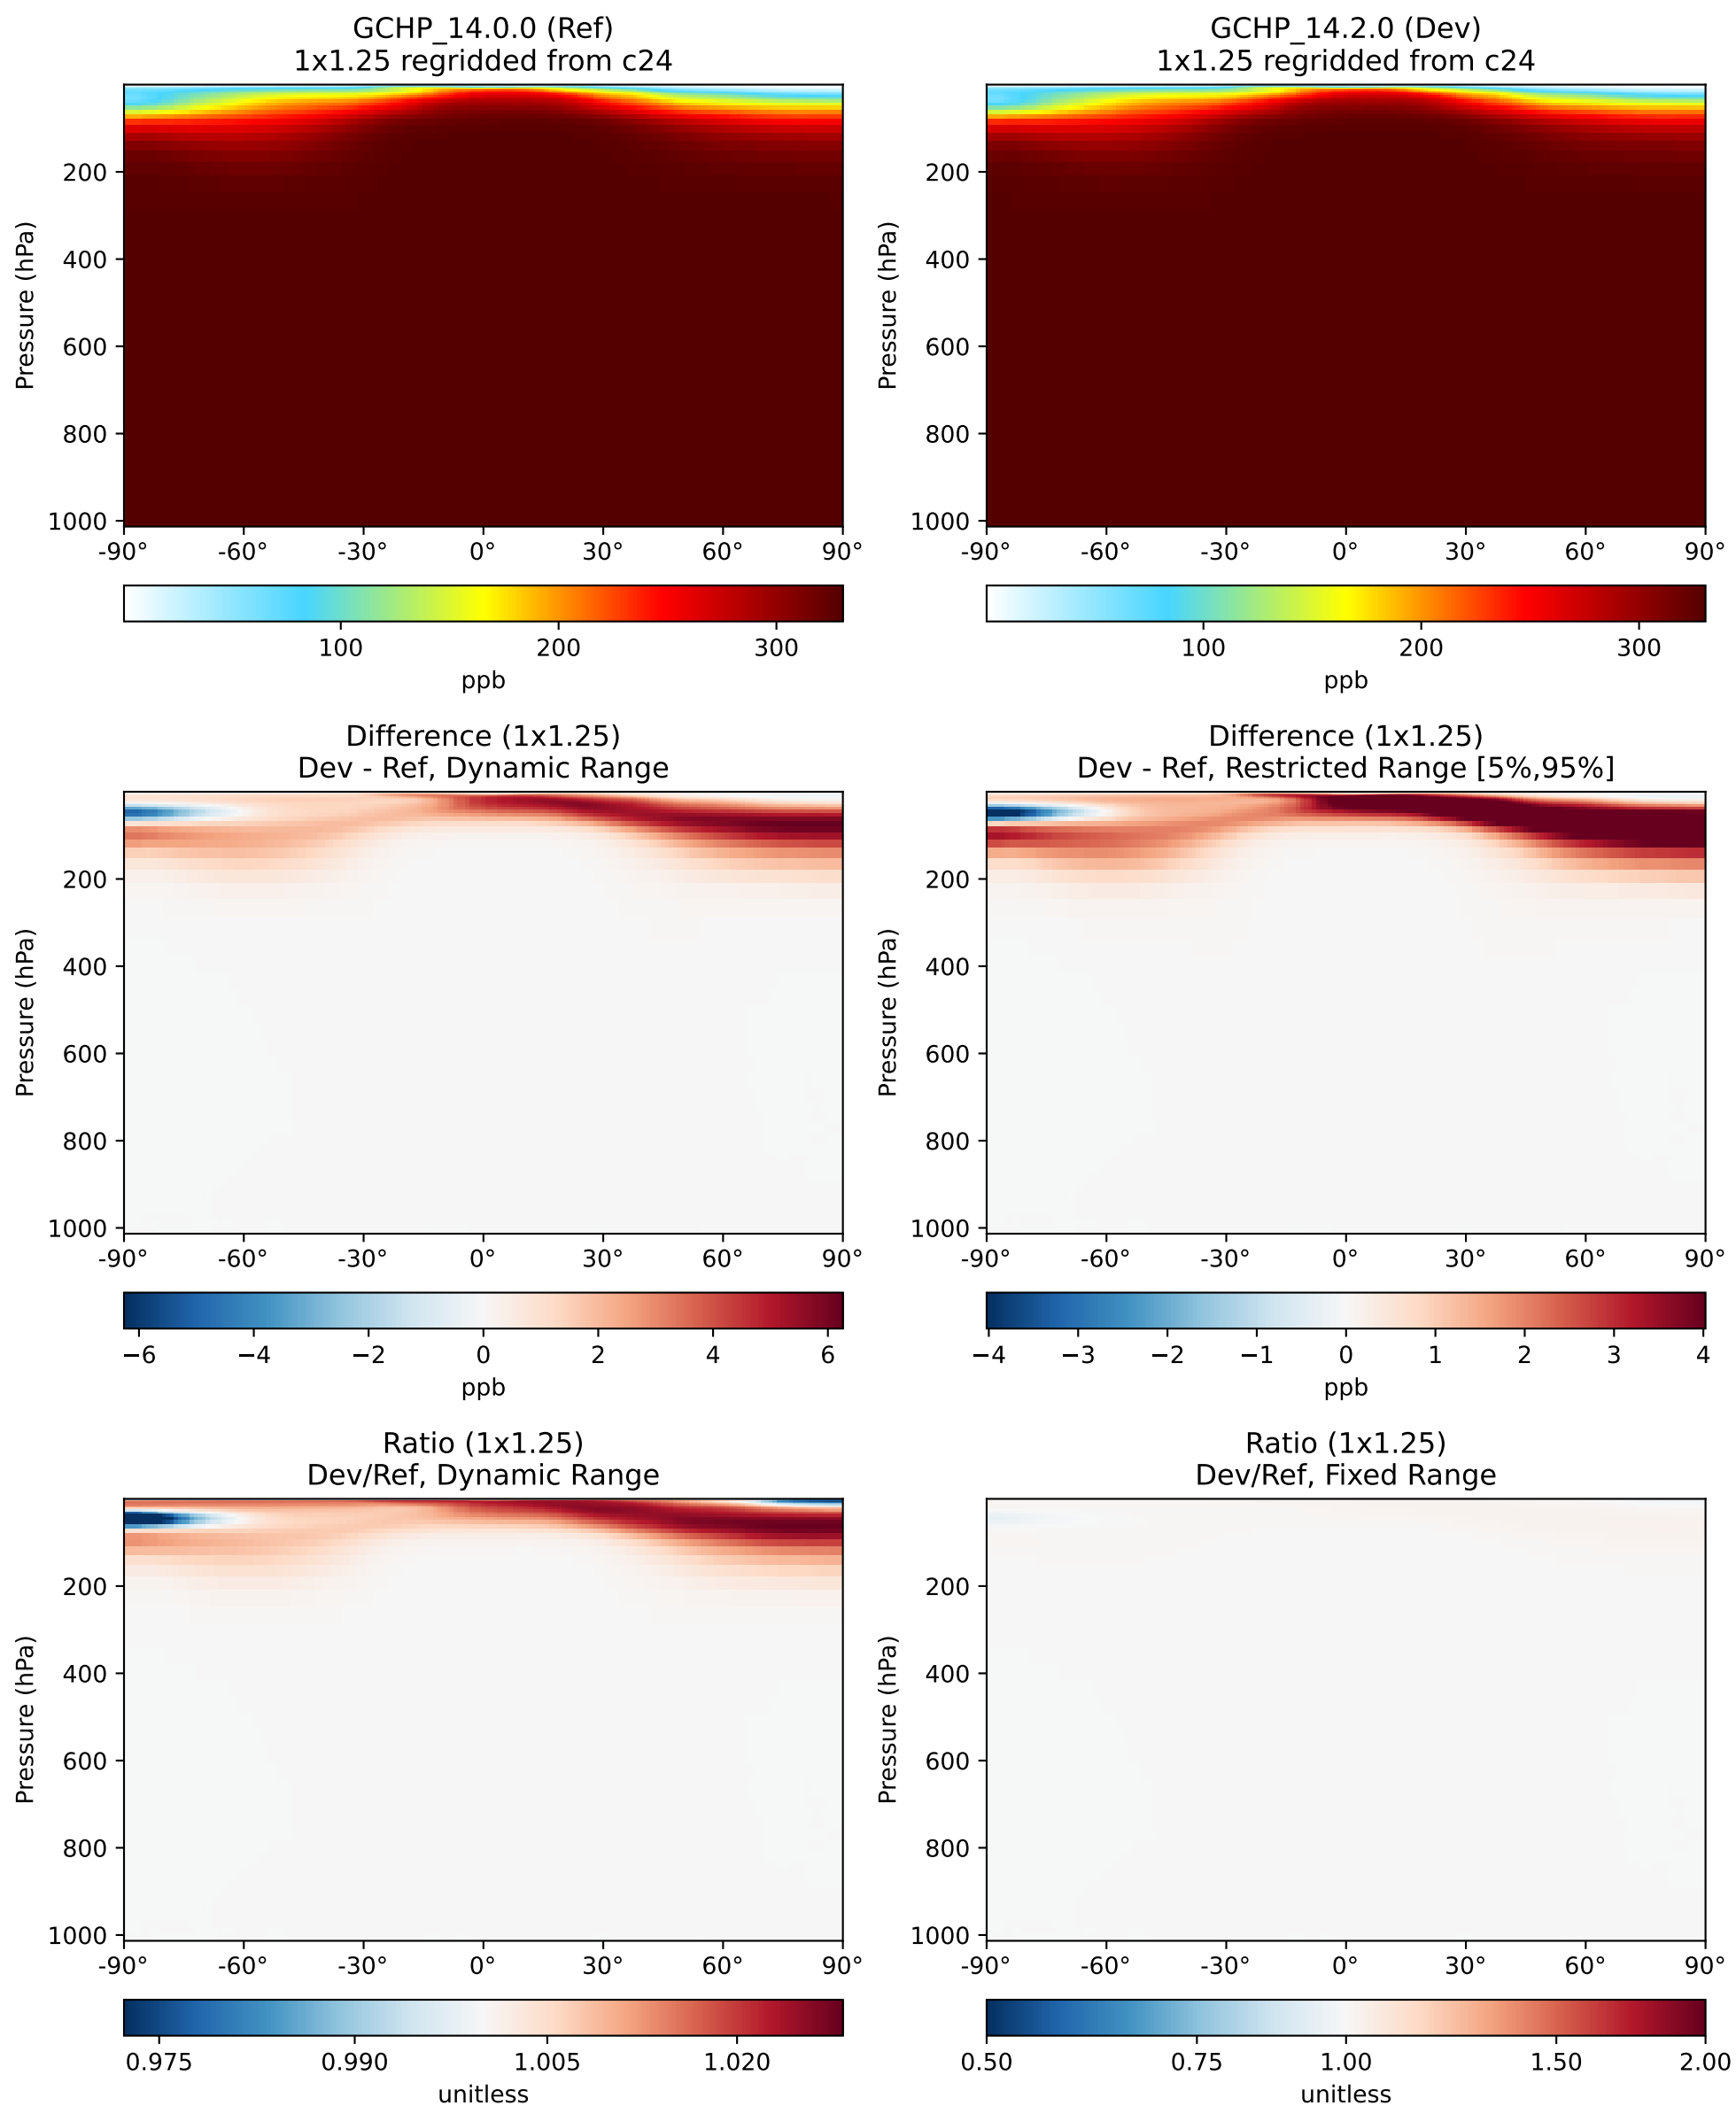 GCHP_14.0.0 (Ref)
1x1.25 regridded from c24
Pressure (hPa)
200
400
600
800
1000
-90° -60° -30° 0° 30° 60° 90°
100 200 300
ppb
GCHP_14.2.0 (Dev)
1x1.25 regridded from c24
Pressure (hPa)
200
400
600
800
1000
-90° -60° -30° 0° 30° 60° 90°
100 200 300
ppb
Difference (1x1.25)
Dev - Ref, Dynamic Range
Pressure (hPa)
200
400
600
800
1000
-90° -60° -30° 0° 30° 60° 90°
−6 −4 −2 0 2 4 6
ppb
Difference (1x1.25)
Dev - Ref, Restricted Range [5%,95%]
Pressure (hPa)
200
400
600
800
1000
-90° -60° -30° 0° 30° 60° 90°
−4 −3 −2 −1 0 1 2 3 4
ppb
Ratio (1x1.25)
Dev/Ref, Dynamic Range
Pressure (hPa)
200
400
600
800
1000
-90° -60° -30° 0° 30° 60° 90°
0.975 0.990 1.005 1.020
unitless
Ratio (1x1.25)
Dev/Ref, Fixed Range
Pressure (hPa)
200
400
600
800
1000
-90° -60° -30° 0° 30° 60° 90°
0.50 0.75 1.00 1.50 2.00
unitless